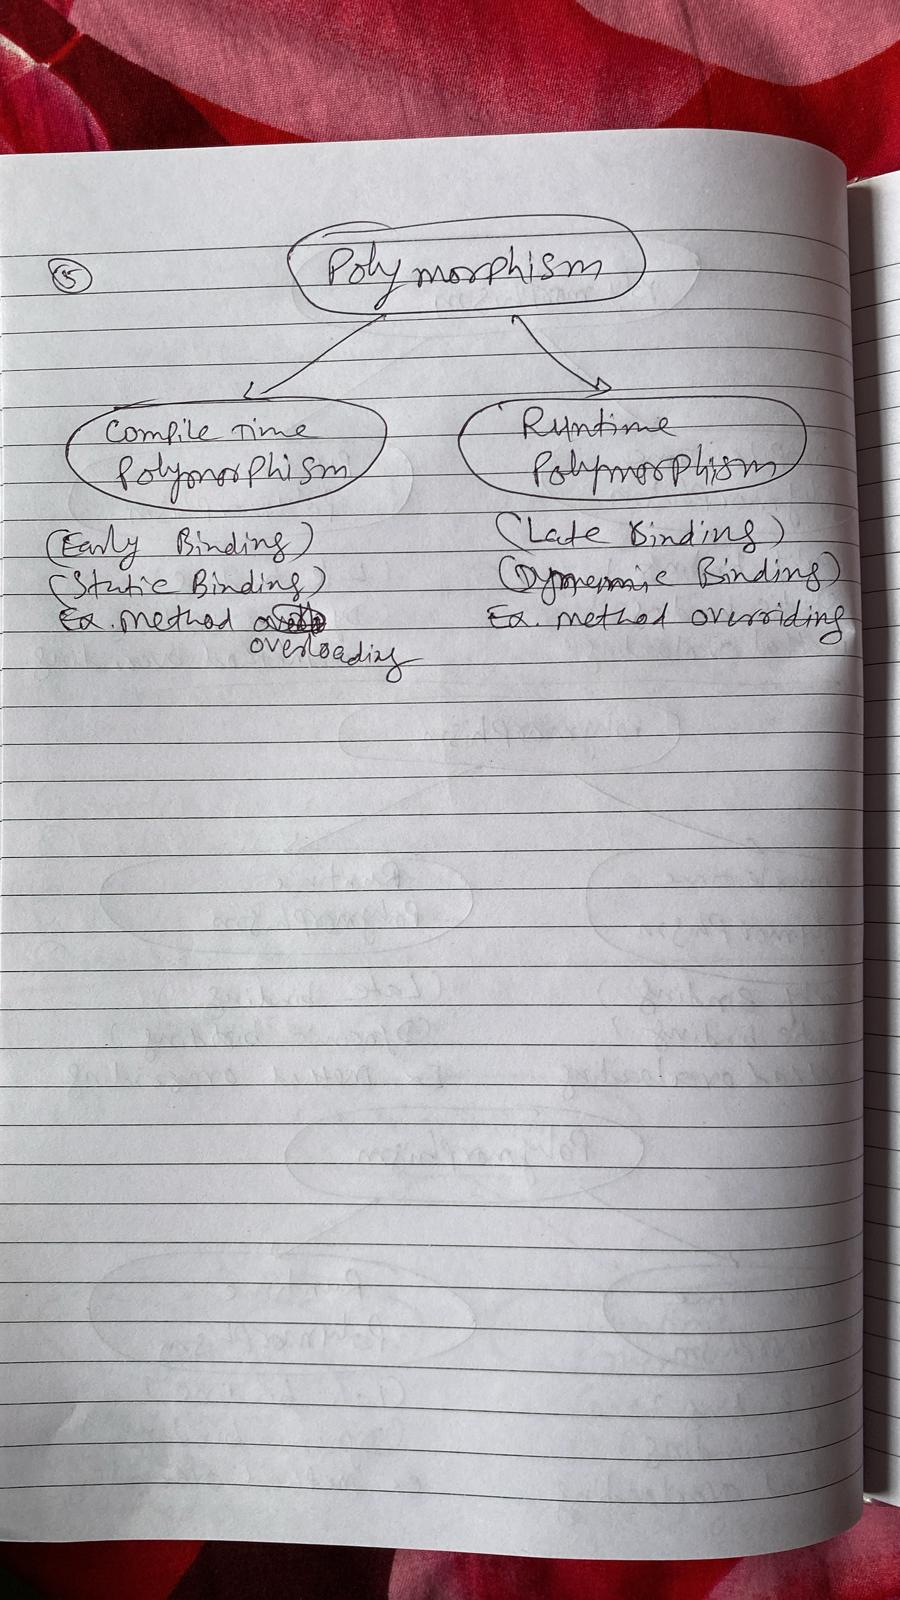 5
Polymorphism
Compile Time
Polymorphism
Runtime
Polymorphism
(Early Binding)
(Static Binding)
Ex. method
overloading
(Late Binding)
(Dynemic Binding)
Ex. method overriding